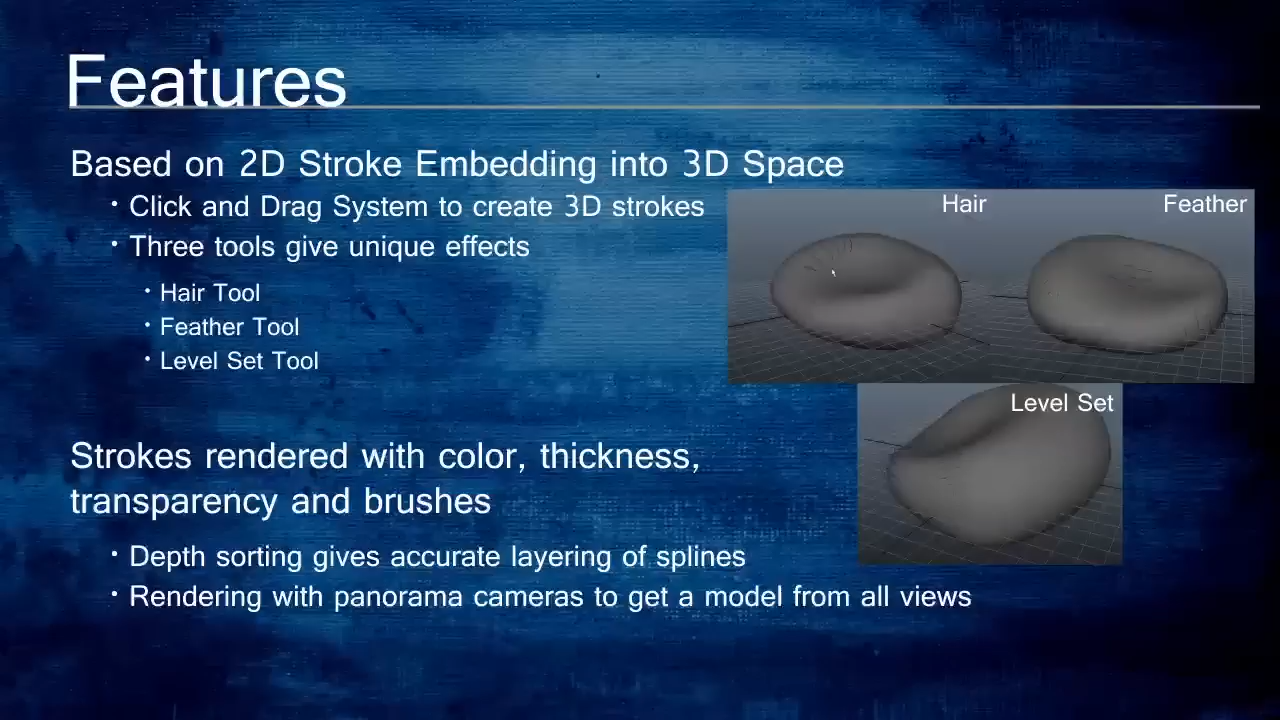 Features
Based on 2D Stroke Embedding into 3D Space
• Click and Drag System to create 3D strokes
• Three tools give unique effects
• Hair Tool
• Feather Tool
• Level Set Tool
Hair
Feather
Level Set
Strokes rendered with color, thickness,
transparency and brushes
• Depth sorting gives accurate layering of splines
• Rendering with panorama cameras to get a model from all views